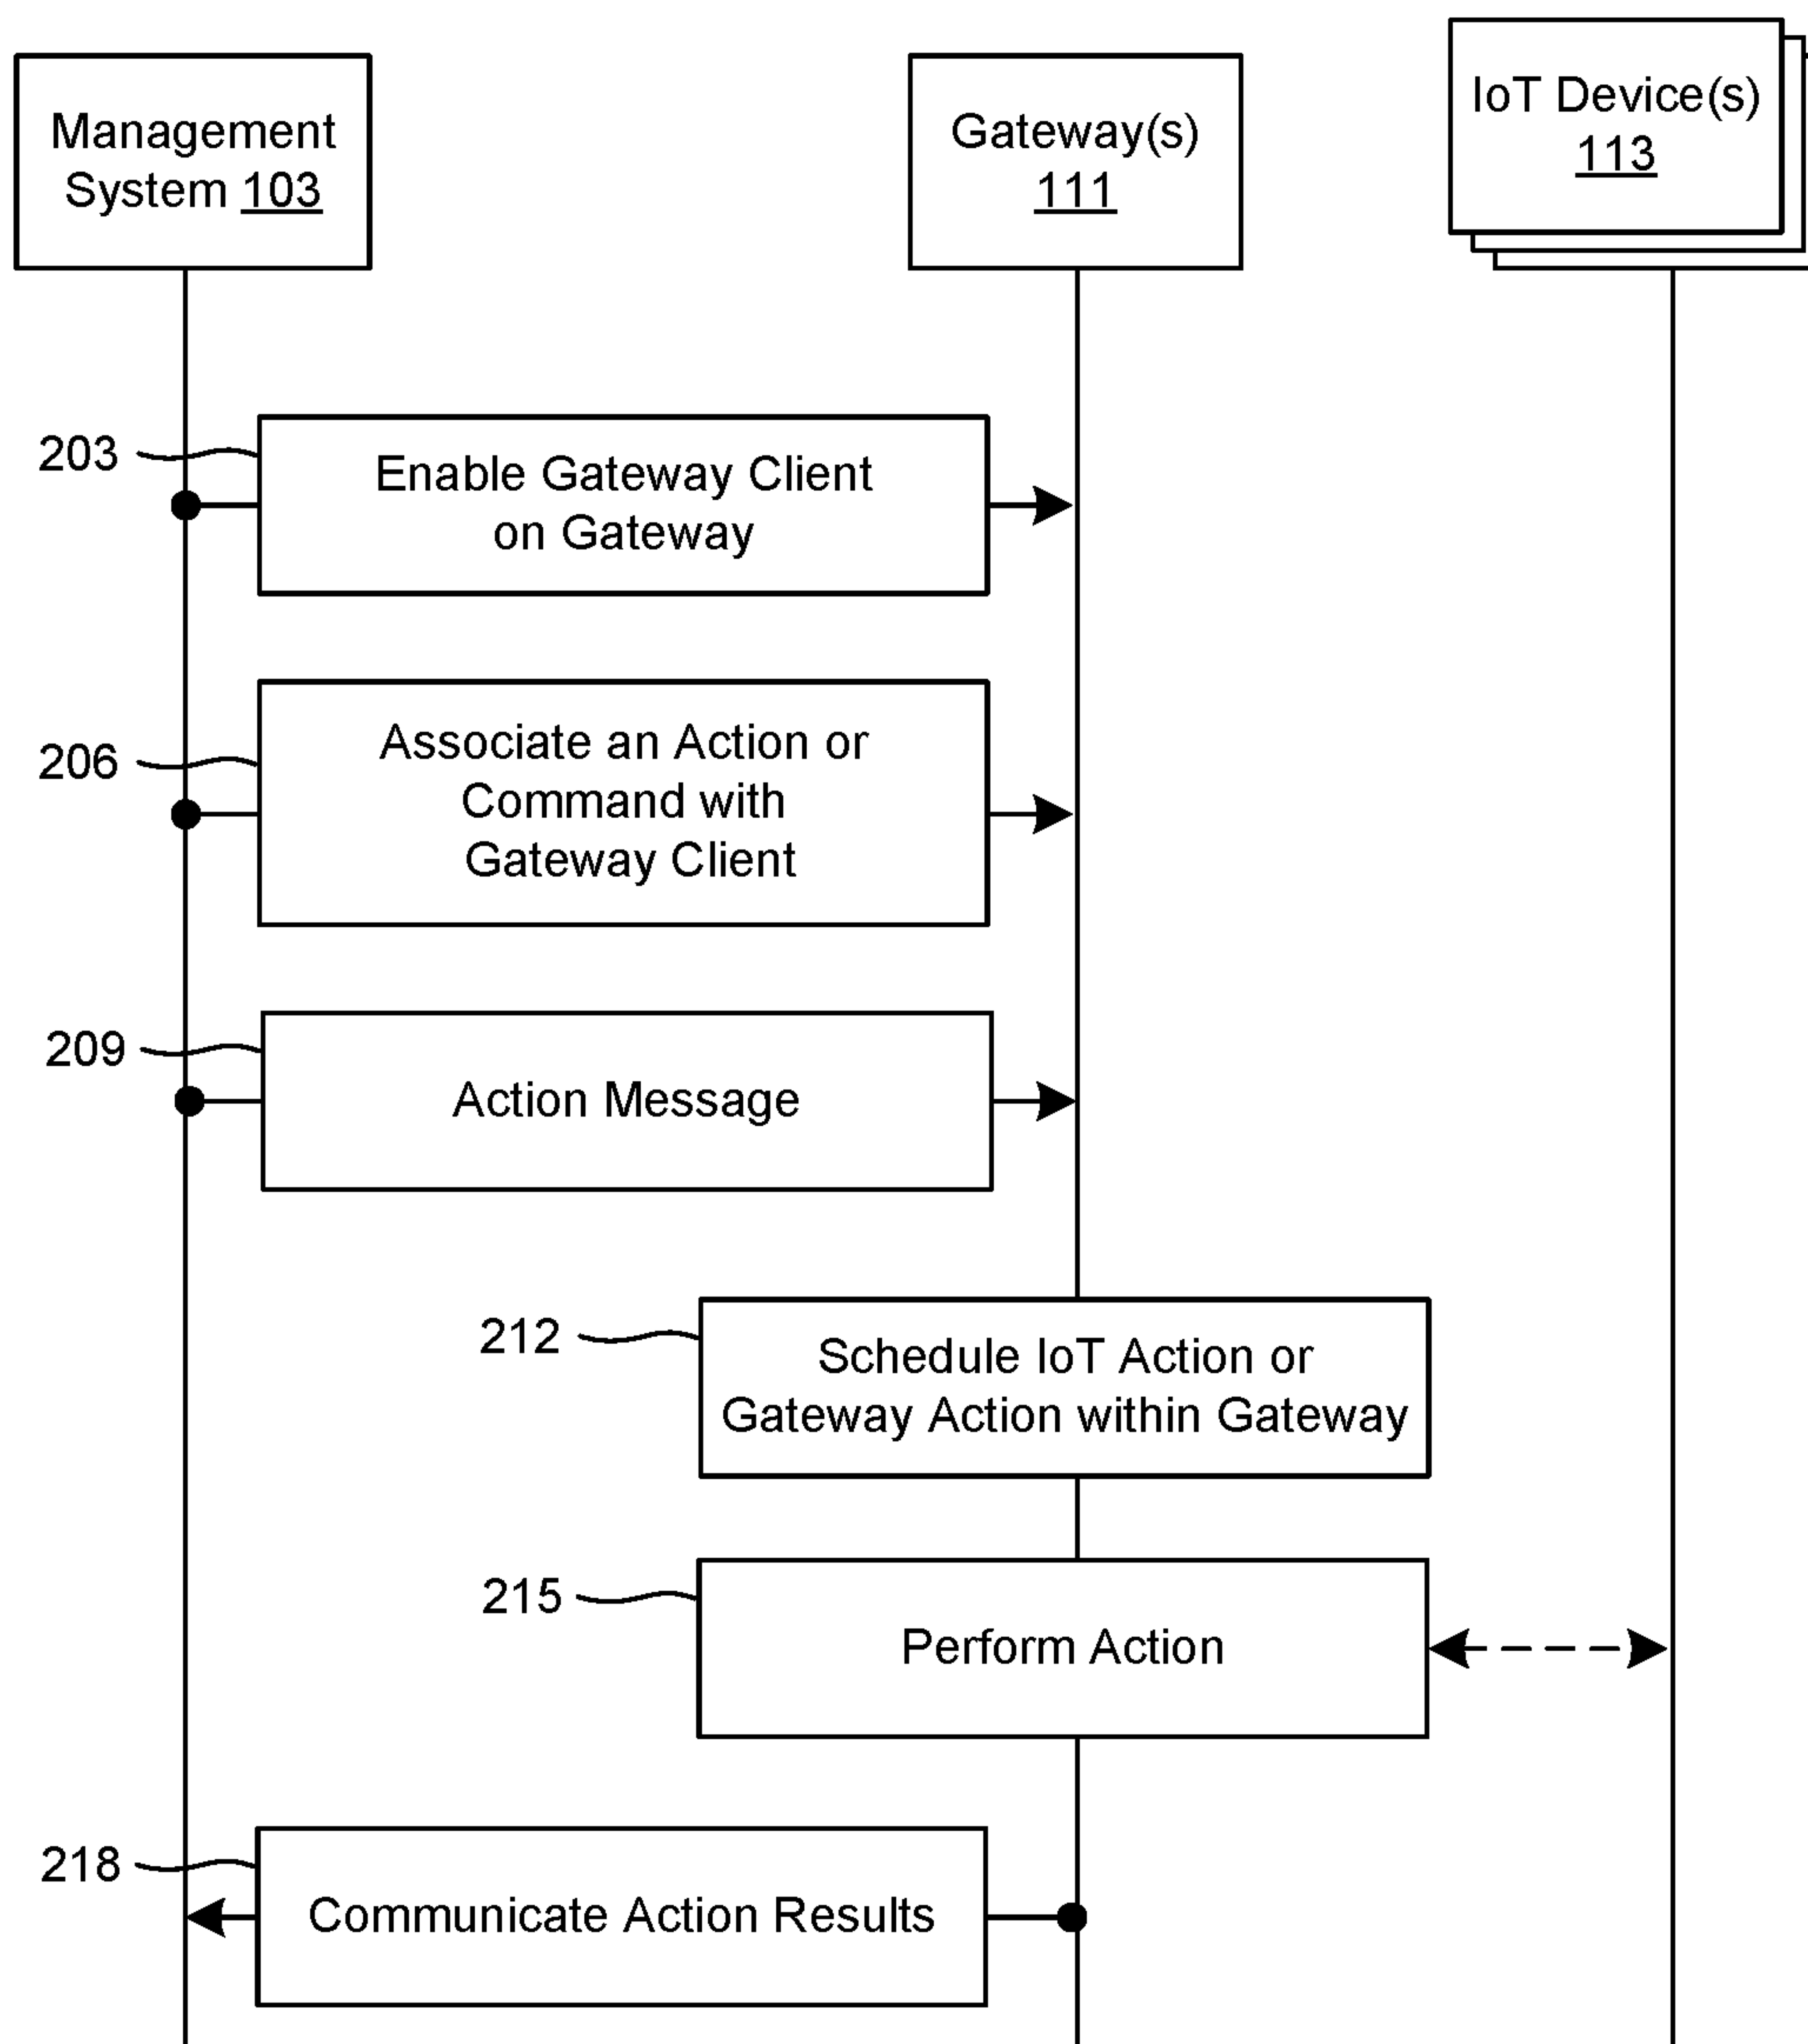 Management
System 103
Gateway(s)
111
IoT Device(s)
113
203
Enable Gateway Client
on Gateway
206
Associate an Action or
Command with
Gateway Client
209
Action Message
212
Schedule IoT Action or
Gateway Action within Gateway
215
Perform Action
218
Communicate Action Results